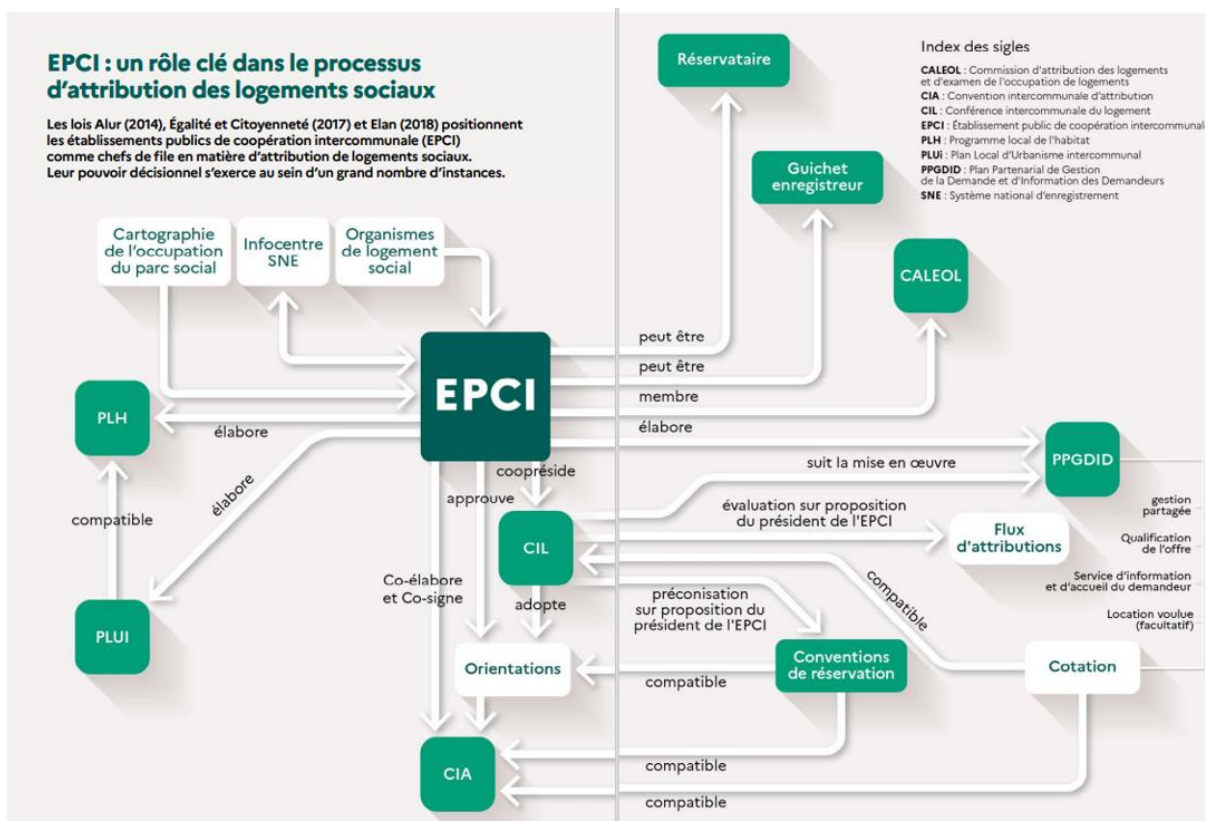 EPCI : un rôle clé dans le processus
d'attribution des logements sociaux
Les lois Alur (2014), Égalité et Citoyenneté (2017) et Elan (2018) positionnent
les établissements publics de coopération intercommunale (EPCI)
comme chefs de file en matière d'attribution de logements sociaux.
Leur pouvoir décisionnel s'exerce au sein d'un grand nombre d'instances.
Index des sigles
CALEOL : Commission d'attribution des logements
et d'examen de l'occupation de logements
CIA : Convention intercommunale d'attribution
CIL : Conférence intercommunale du logement
EPCI : Établissement public de coopération intercommunale
PLH : Programme local de l'habitat
PLUi : Plan Local d'Urbanisme intercommunal
PPGDID : Plan Partenarial de Gestion
de la Demande et d'Information des Demandeurs
SNE : Système national d'enregistrement
Réservataire
Guichet
enregistreur
CALEOL
Cartographie
de l'occupation
du parc social
Infocentre
SNE
Organismes
de logement
social
EPCI
peut être
peut être
membre
élabore
PLH
élabore
élabore
compatible
PLUI
coopréside
approuve
Co-élabore
et Co-signe
CIL
adopte
Orientations
CIA
suit la mise en œuvre
PPGDID
évaluation sur proposition
du président de l'EPCI
Flux
d'attributions
préconisation
sur proposition du
président de l'EPCI
compatible
Conventions
de réservation
Cotation
compatible
compatible
compatible
gestion
partagée
Qualification
de l'offre
Service d'information
et d'accueil du demandeur
Location voulue
(facultatif)